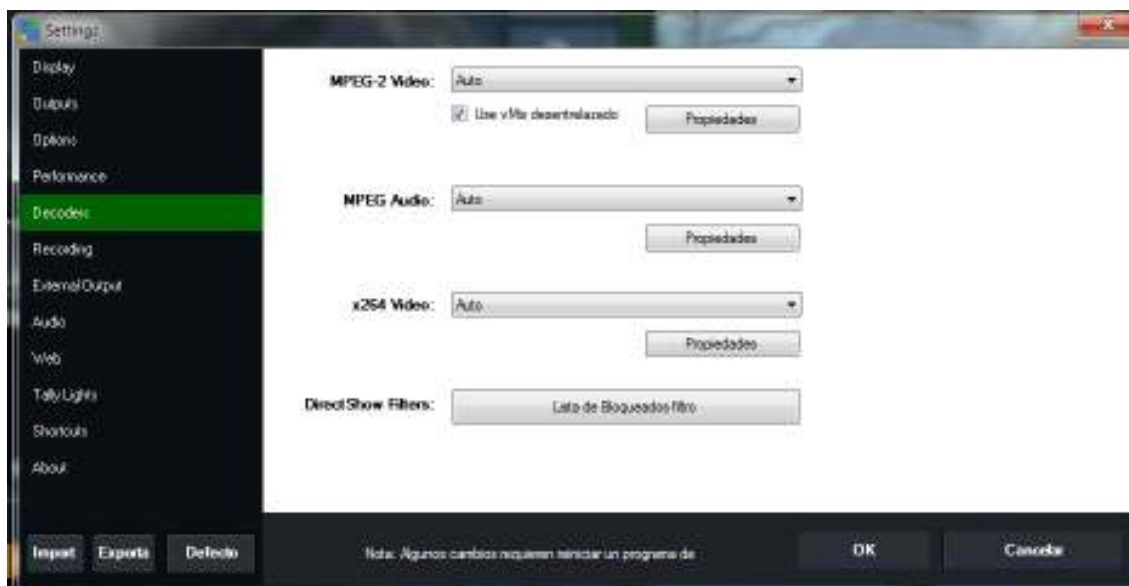 Settings
Display
Outputs
Options
Performance
Decoders
Recording
External Output
Audio
Web
Tally Lights
Shortcuts
About
MPEG-2 Video: Auto
Use vMix desentrelazado Propiedades
MPEG Audio: Auto
Propiedades
x264 Video: Auto
Propiedades
DirectShow Filters: Lista de Bloqueados filtro
Import Exporta Defecto Nota: Algunos cambios requieren reiniciar un programa de OK Cancelar